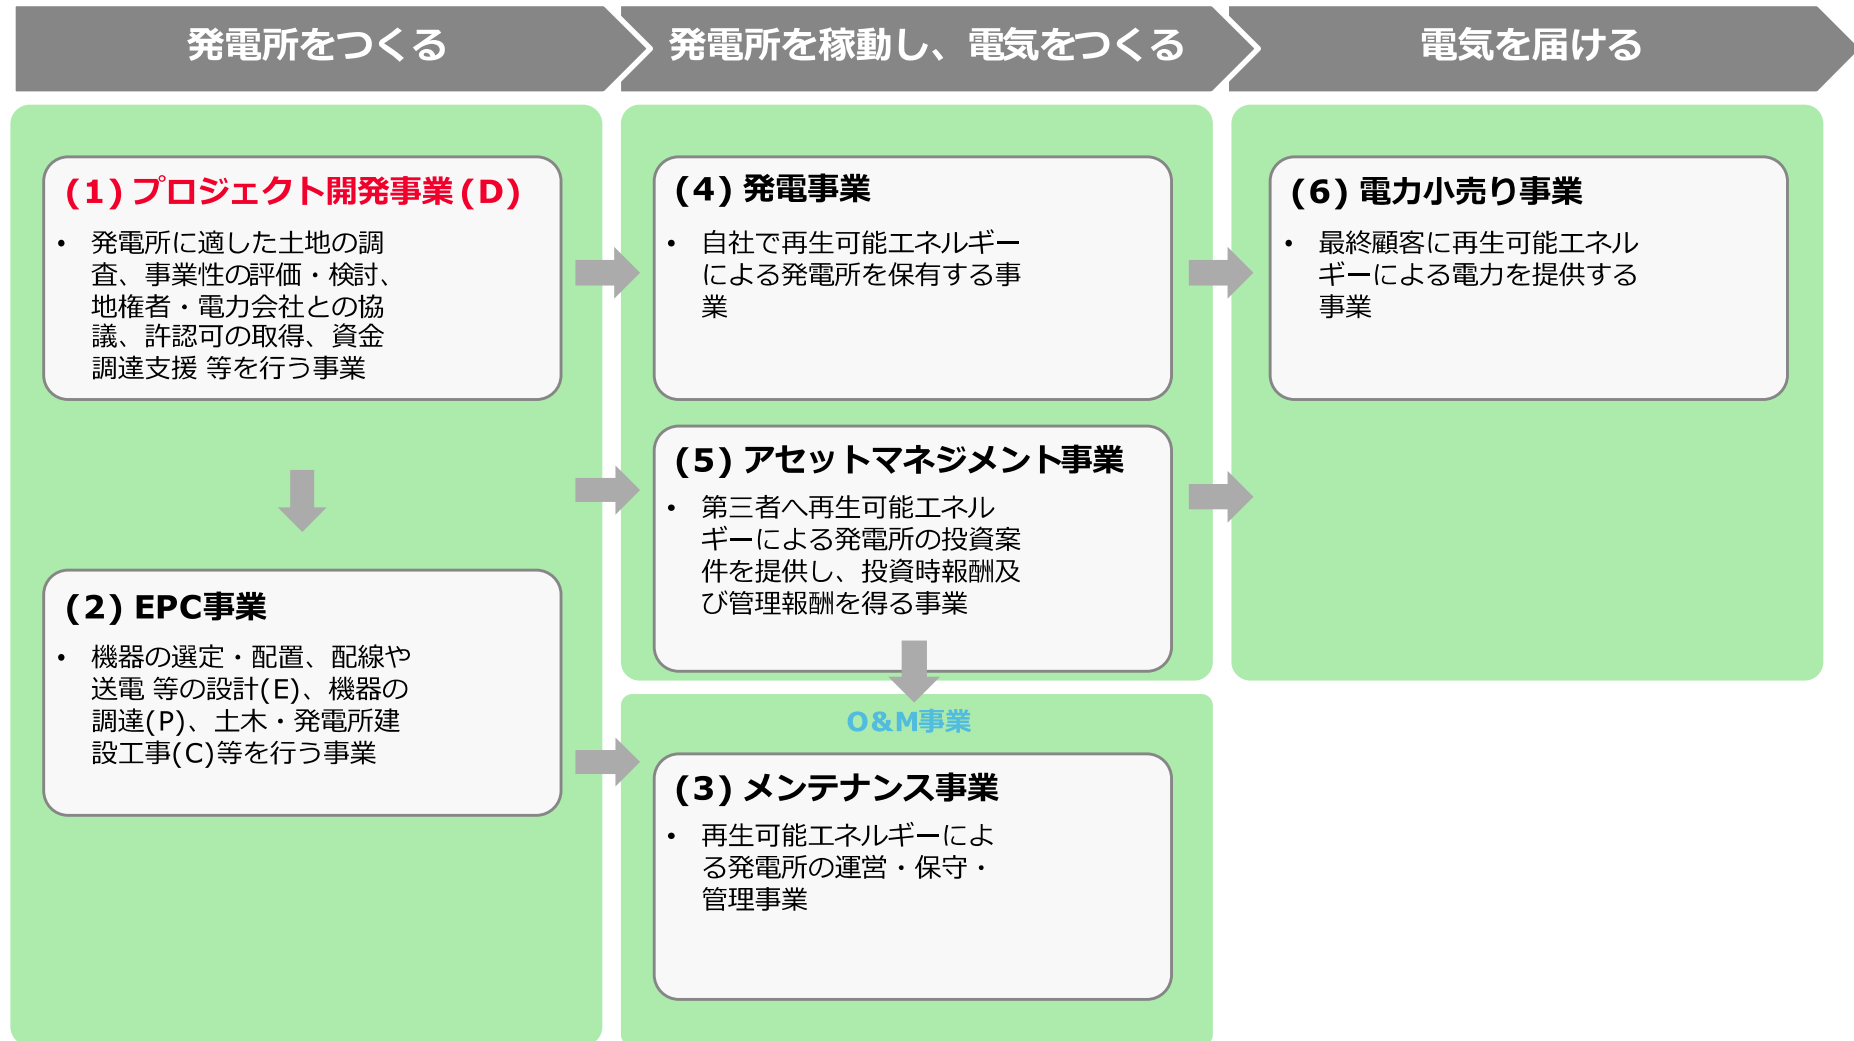 発電所をつくる
発電所を稼動し、電気をつくる
電気を届ける
(1) プロジェクト開発事業(D)
• 発電所に適した土地の調
査、事業性の評価・検討、
地権者・電力会社との協
議、許認可の取得、資金
調達支援 等を行う事業
(2) EPC事業
• 機器の選定・配置、配線や
送電 等の設計(E)、機器の
調達(P)、土木・発電所建
設工事(C)等を行う事業
(4) 発電事業
• 自社で再生可能エネルギー
による発電所を保有する事
業
(5) アセットマネジメント事業
• 第三者へ再生可能エネル
ギーによる発電所の投資案
件を提供し、投資時報酬及
び管理報酬を得る事業
O&M事業
(3) メンテナンス事業
• 再生可能エネルギーによ
る発電所の運営・保守・
管理事業
(6) 電力小売り事業
• 最終顧客に再生可能エネル
ギーによる電力を提供する
事業